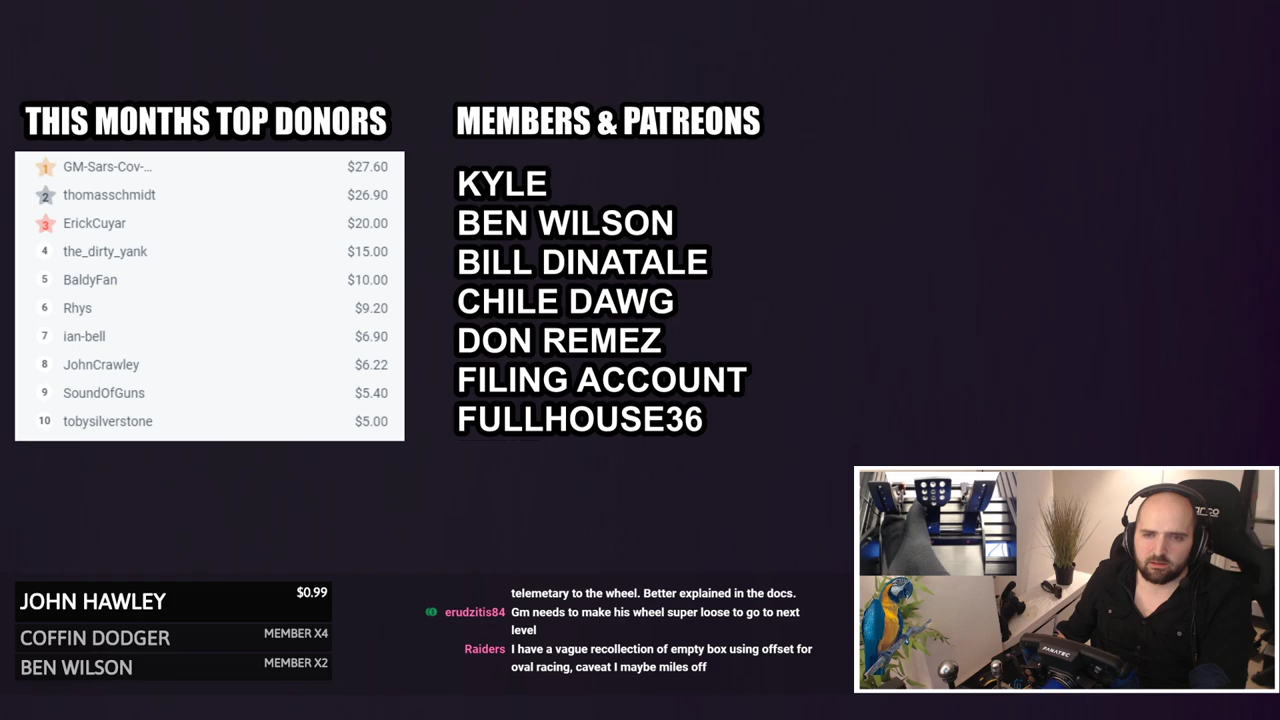 THIS MONTHS TOP DONORS
1 GM-Sars-Cov-... $27.60
2 thomasschmidt $26.90
3 ErickCuyar $20.00
4 the_dirty_yank $15.00
5 BaldyFan $10.00
6 Rhys $9.20
7 ian-bell $6.90
8 JohnCrawley $6.22
9 SoundOfGuns $5.40
10 tobysilverstone $5.00
MEMBERS & PATREONS
KYLE
BEN WILSON
BILL DINATALE
CHILE DAWG
DON REMEZ
FILING ACCOUNT
FULLHOUSE36
JOHN HAWLEY $0.99
COFFIN DODGER MEMBER X4
BEN WILSON MEMBER X2
telemetary to the wheel. Better explained in the docs.
erudzitis84 Gm needs to make his wheel super loose to go to next
level
Raiders I have a vague recollection of empty box using offset for
oval racing, caveat I maybe miles off
FANATEC